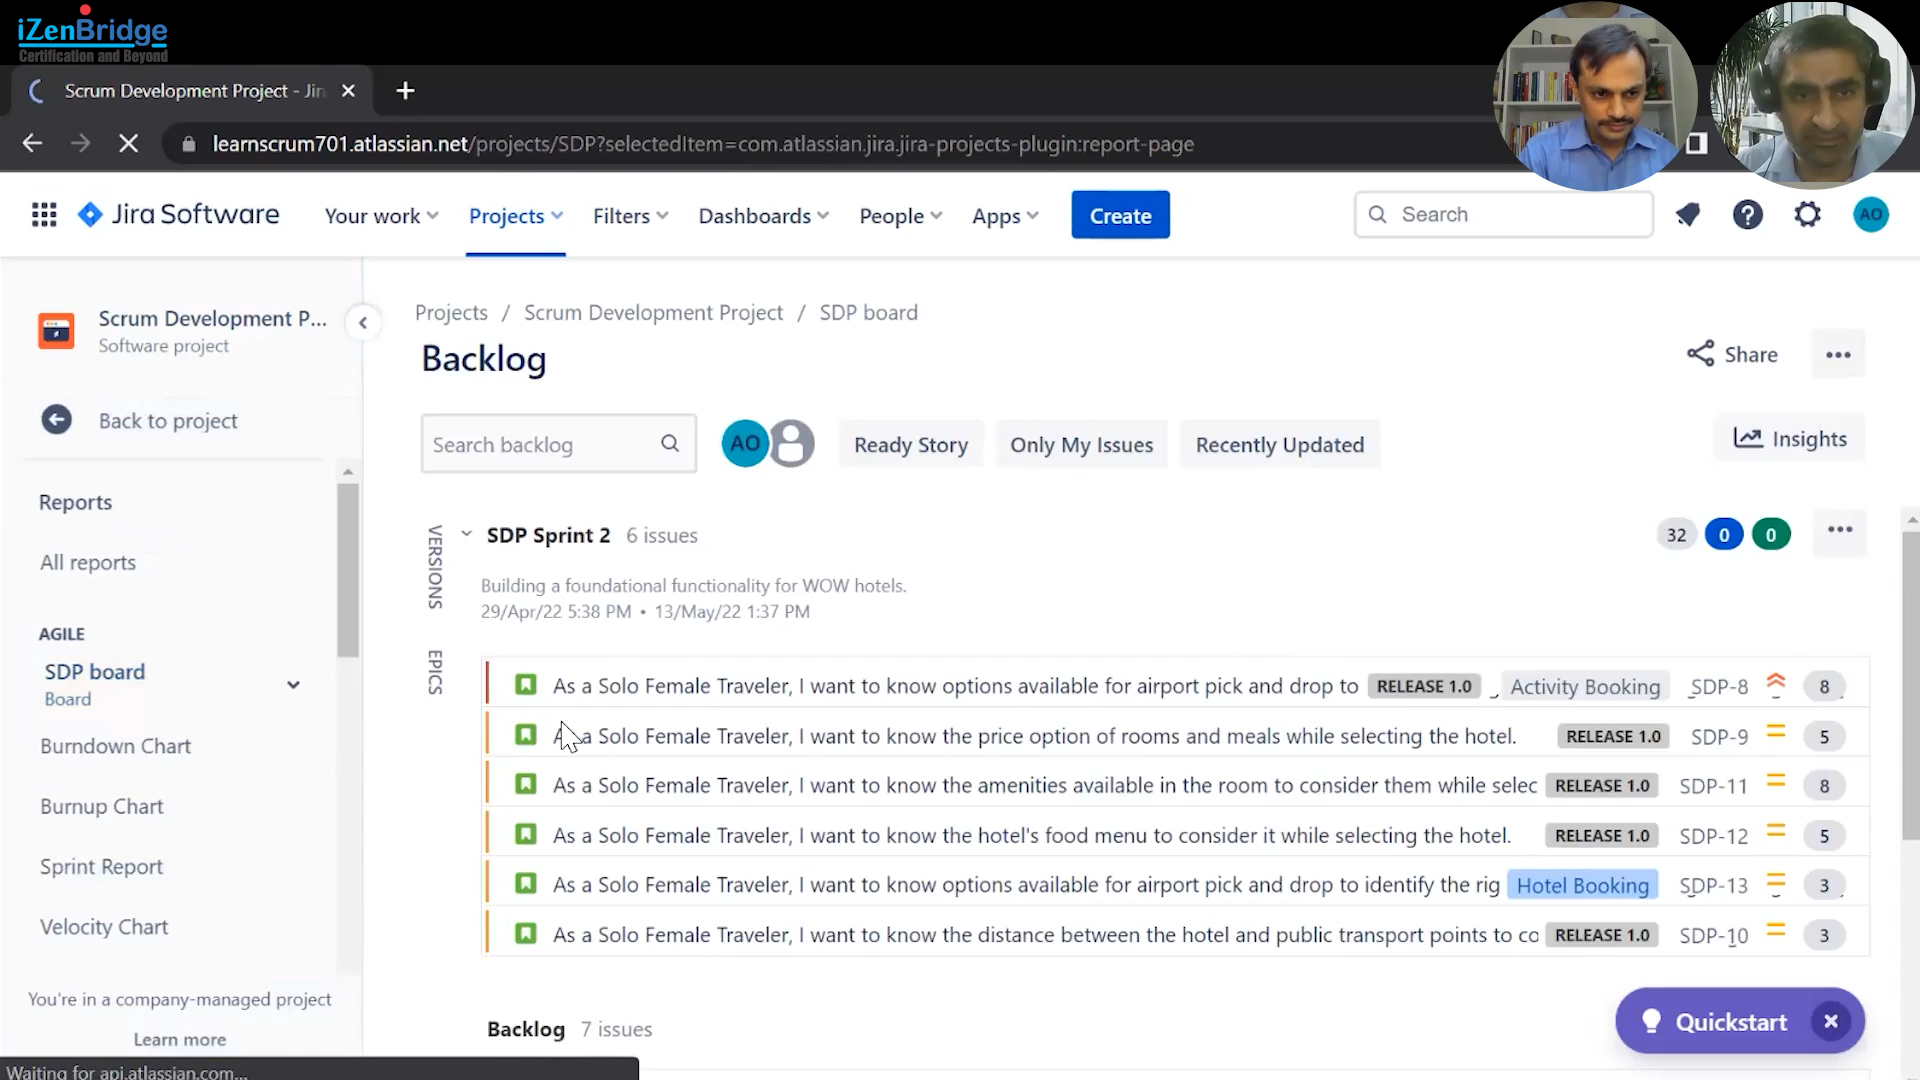 iZenBridge
Certification and Beyond
Scrum Development Project - Jir
learnscrum701.atlassian.net/projects/SDP?selectedItem=com.atlassian.jira.jira-projects-plugin:report-page
Jira Software
Your work
Projects
Filters
Dashboards
People
Apps
Create
Search
AO
Scrum Development P...
Software project
Back to project
Reports
All reports
AGILE
SDP board
Board
Burndown Chart
Burnup Chart
Sprint Report
Velocity Chart
You're in a company-managed project
Learn more
Waiting for api.atlassian.com...
Projects / Scrum Development Project / SDP board
Backlog
Share
Search backlog
AO
Ready Story
Only My Issues
Recently Updated
Insights
VERSIONS
EPICS
SDP Sprint 2 6 issues
32 0 0
Building a foundational functionality for WOW hotels.
29/Apr/22 5:38 PM • 13/May/22 1:37 PM
As a Solo Female Traveler, I want to know options available for airport pick and drop to RELEASE 1.0 Activity Booking SDP-8 8
As a Solo Female Traveler, I want to know the price option of rooms and meals while selecting the hotel. RELEASE 1.0 SDP-9 5
As a Solo Female Traveler, I want to know the amenities available in the room to consider them while selec RELEASE 1.0 SDP-11 8
As a Solo Female Traveler, I want to know the hotel's food menu to consider it while selecting the hotel. RELEASE 1.0 SDP-12 5
As a Solo Female Traveler, I want to know options available for airport pick and drop to identify the rig Hotel Booking SDP-13 3
As a Solo Female Traveler, I want to know the distance between the hotel and public transport points to co RELEASE 1.0 SDP-10 3
Backlog 7 issues
Quickstart